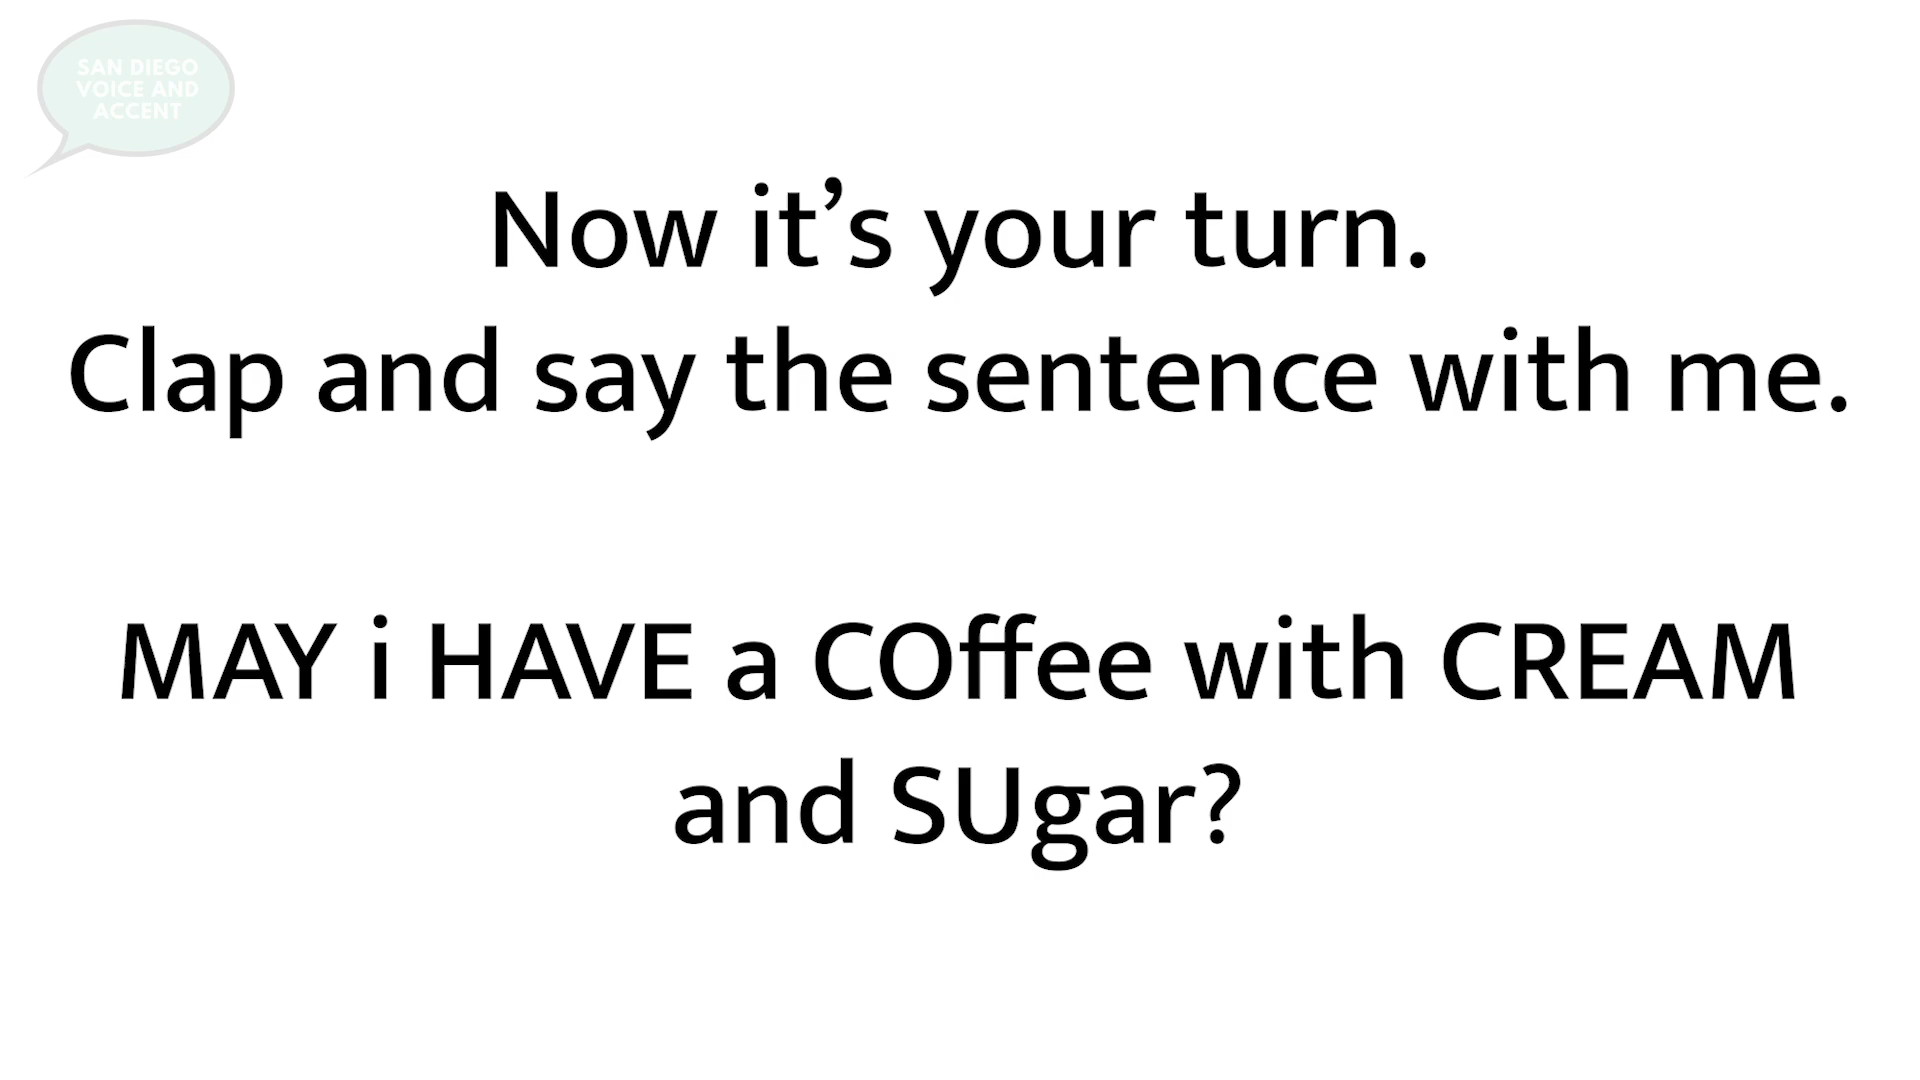 SAN DIEGO
VOICE AND
ACCENT
Now it’s your turn.
Clap and say the sentence with me.
MAY i HAVE a COffee with CREAM
and SUgar?